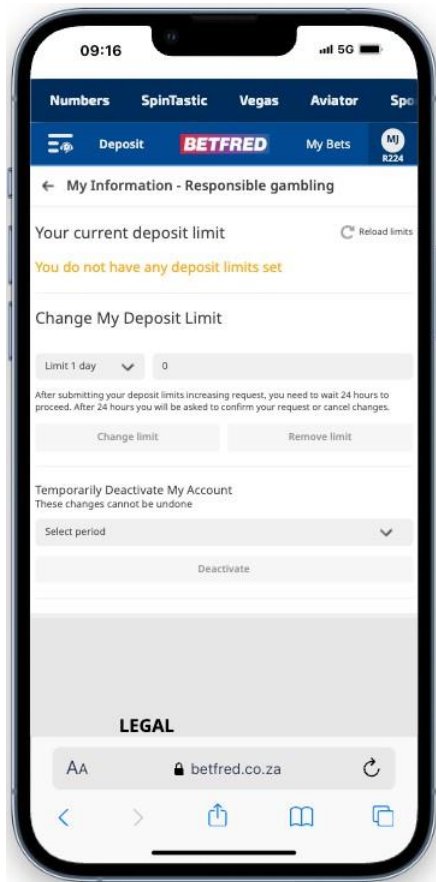 09:16
5G
Numbers SpinTastic Vegas Aviator Spo
Deposit BETFRED My Bets MJ
R224
← My Information - Responsible gambling
Your current deposit limit Reload limits
You do not have any deposit limits set
Change My Deposit Limit
Limit 1 day 0
After submitting your deposit limits increasing request, you need to wait 24 hours to
proceed. After 24 hours you will be asked to confirm your request or cancel changes.
Change limit Remove limit
Temporarily Deactivate My Account
These changes cannot be undone
Select period
Deactivate
LEGAL
AA betfred.co.za